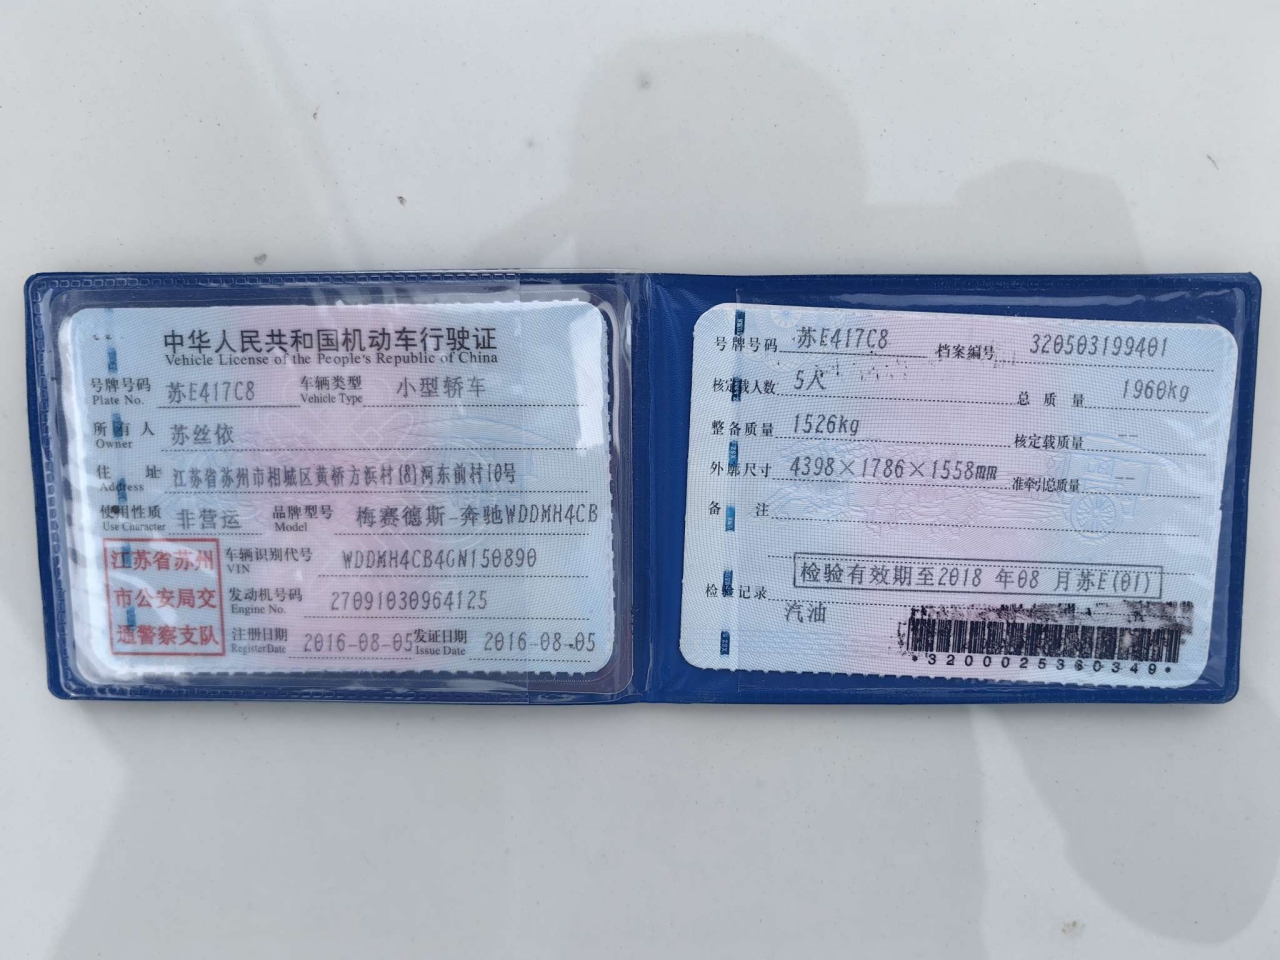 中华人民共和国机动车行驶证
Vehicle License of the People's Republic of China
号牌号码 Plate No. 苏E417C8 车辆类型 Vehicle Type 小型轿车
所有人 Owner 苏丝依
住址 Address 江苏省苏州市相城区黄桥方浜村(8)河东前村10号
使用性质 Use Character 非营运 品牌型号 Model 梅赛德斯-奔驰WDDMH4CB
江苏省苏州市公安局交通警察支队
车辆识别代号 VIN WDDMH4CB4GN150890
发动机号码 Engine No. 27091030964125
注册日期 RegisterDate 2016-08-05 发证日期 Issue Date 2016-08-05
号牌号码 苏E417C8 档案编号 320503199401
核定载人数 5人 总质量 1960kg
整备质量 1526kg 核定载质量 --
外廓尺寸 4398×1786×1558mm 准牵引总质量 --
备注
检验记录 检验有效期至2018 年08 月苏E(01)
汽油
*3200025360349*